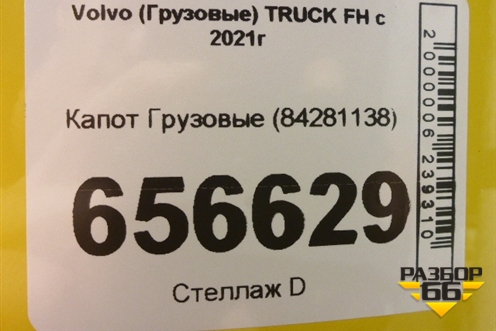 Volvo (Грузовые) TRUCK FH с
2021г
Капот Грузовые (84281138)
656629
Стеллаж D
2000006239310
РАЗБОР
66